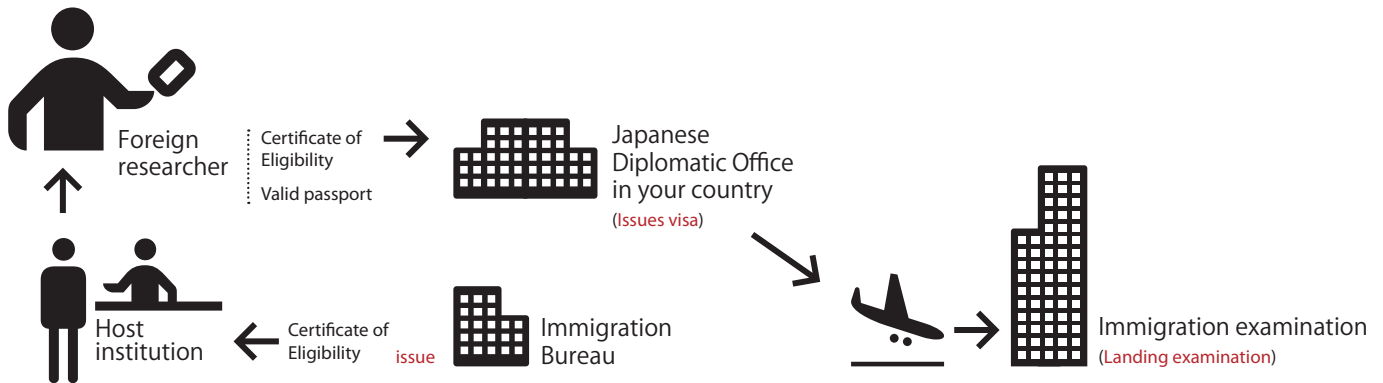 Foreign
researcher
Certificate of
Eligibility
Valid passport
Japanese
Diplomatic Office
in your country
(Issues visa)
Host
institution
Certificate of
Eligibility issue
Immigration
Bureau
Immigration examination
(Landing examination)